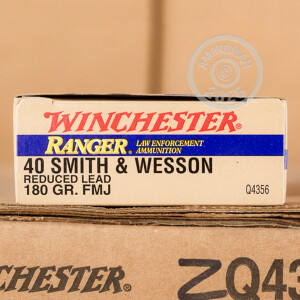 WINCHESTER®
RANGER® LAW ENFORCEMENT AMMUNITION
40 SMITH & WESSON
REDUCED LEAD
180 GR. FMJ Q4356
CHESTER® ZQ43